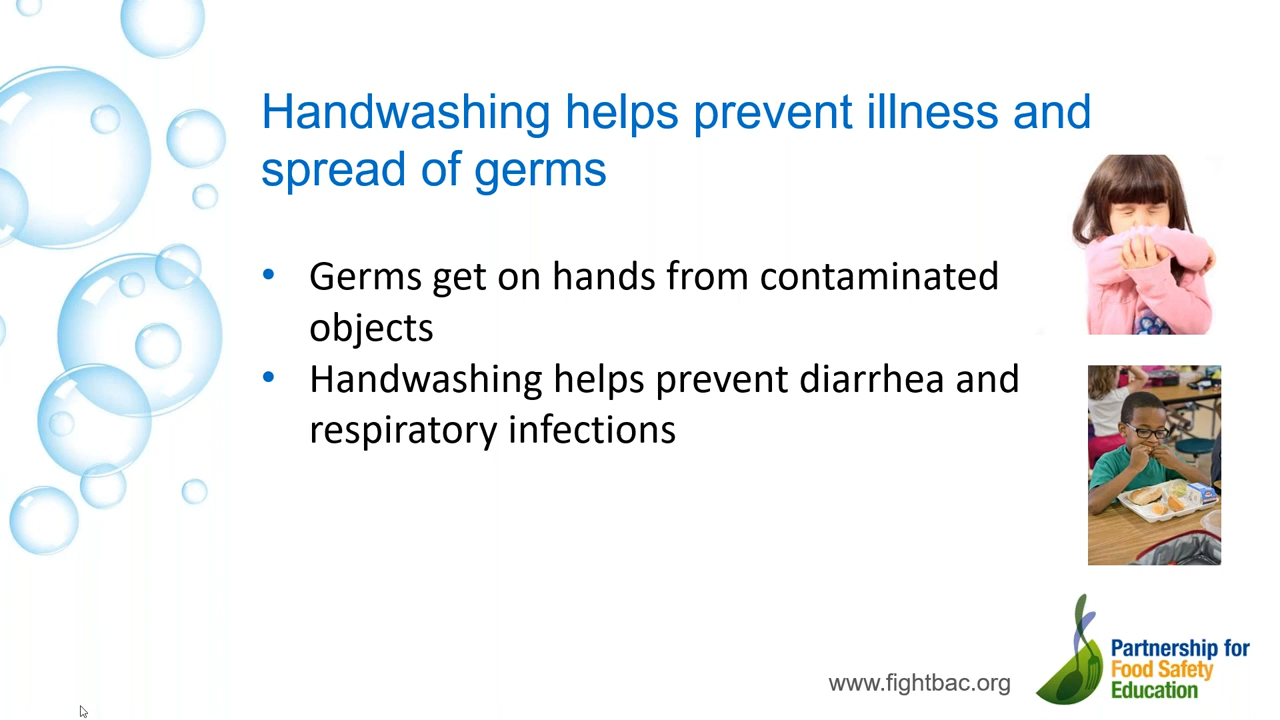 Handwashing helps prevent illness and
spread of germs
• Germs get on hands from contaminated
objects
• Handwashing helps prevent diarrhea and
respiratory infections
www.fightbac.org
Partnership for
Food Safety
Education